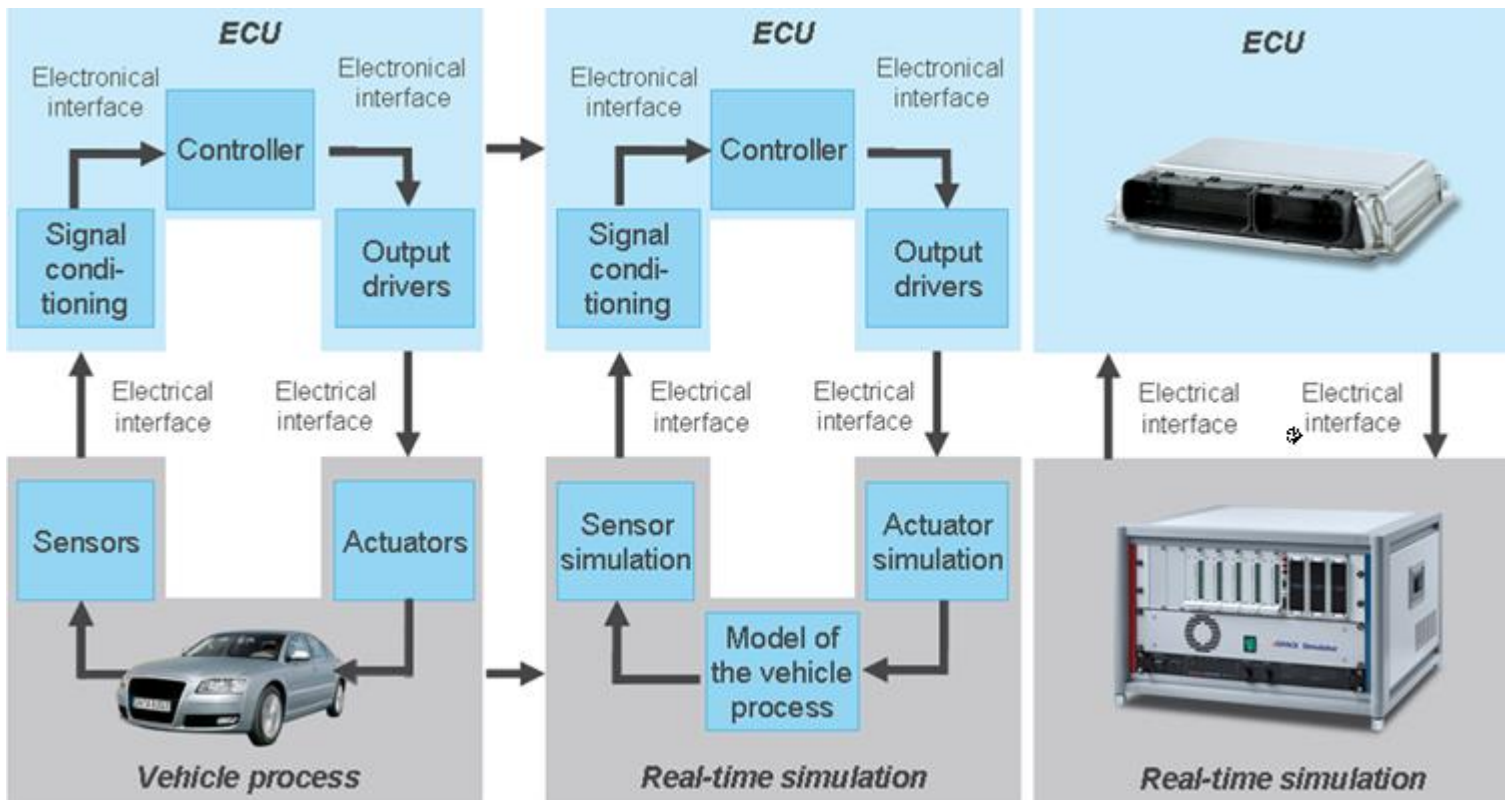 ECU
Electronical
interface
Electronical
interface
Controller
Signal
condi-
tioning
Output
drivers
Electrical
interface
Electrical
interface
Sensors
Actuators
Vehicle process
ECU
Electronical
interface
Electronical
interface
Controller
Signal
condi-
tioning
Output
drivers
Electrical
interface
Electrical
interface
Sensor
simulation
Actuator
simulation
Model of
the vehicle
process
Real-time simulation
ECU
Electrical
interface
Electrical
interface
dSPACE Simulator
Real-time simulation